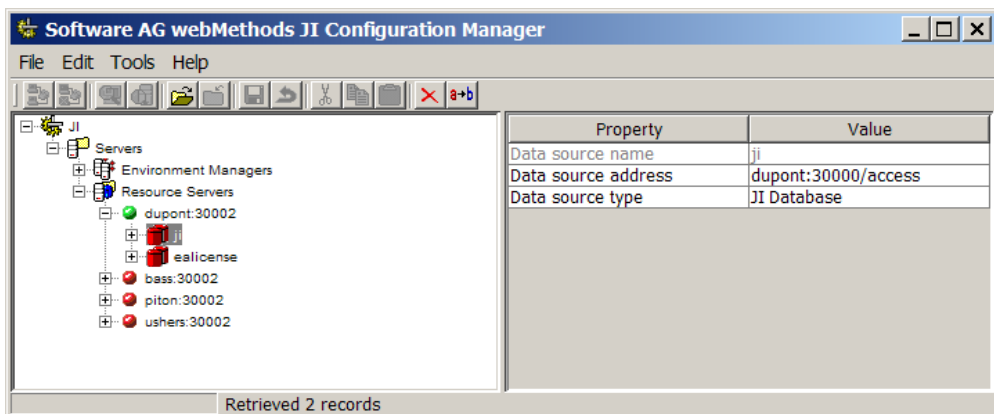 Software AG webMethods JI Configuration Manager
File Edit Tools Help
a→b
JI
Servers
Environment Managers
Resource Servers
dupont:30002
ji
ealicense
bass:30002
piton:30002
ushers:30002
Property Value
Data source name ji
Data source address dupont:30000/access
Data source type JI Database
Retrieved 2 records